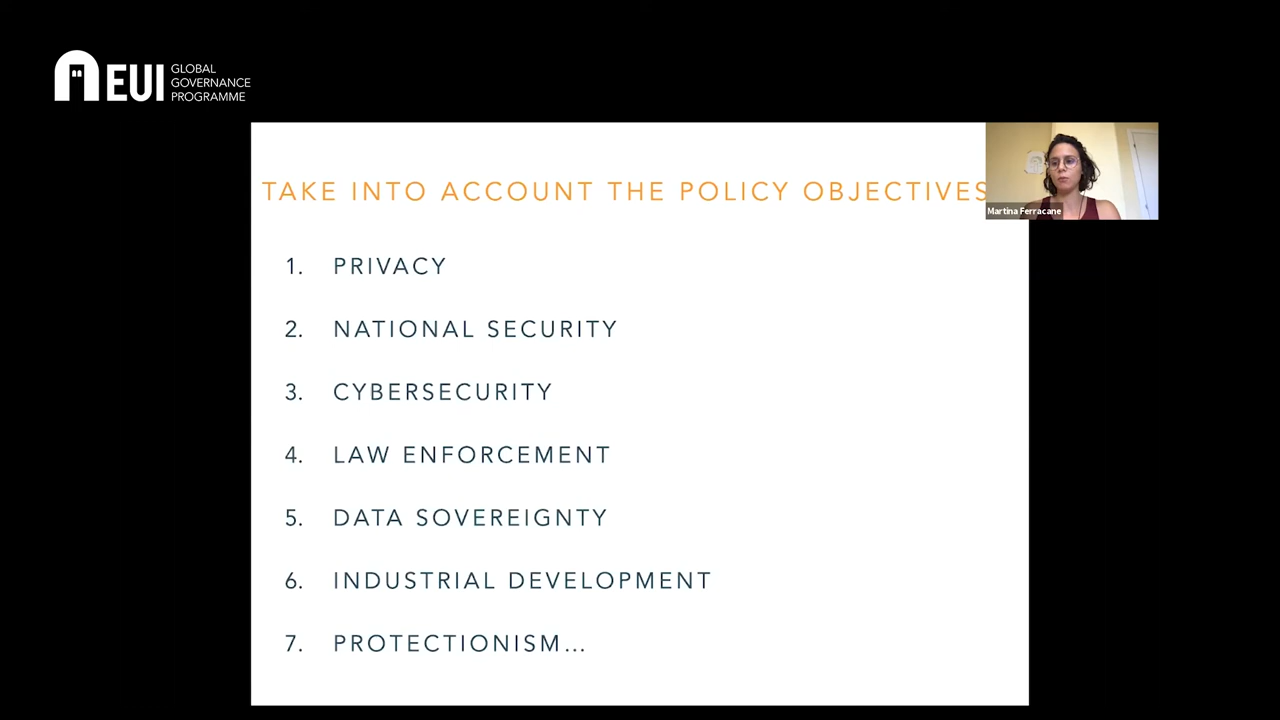 EUI
GLOBAL
GOVERNANCE
PROGRAMME
TAKE INTO ACCOUNT THE POLICY OBJECTIVES
Martina Ferracane
1. PRIVACY
2. NATIONAL SECURITY
3. CYBERSECURITY
4. LAW ENFORCEMENT
5. DATA SOVEREIGNTY
6. INDUSTRIAL DEVELOPMENT
7. PROTECTIONISM...